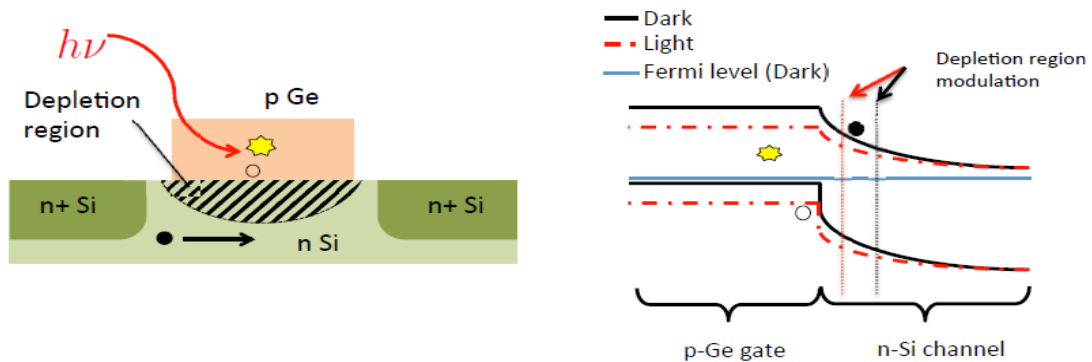 hν
Depletion
region
p Ge
n+ Si
n+ Si
n Si
Dark
Light
Fermi level (Dark)
Depletion region
modulation
p-Ge gate
n-Si channel